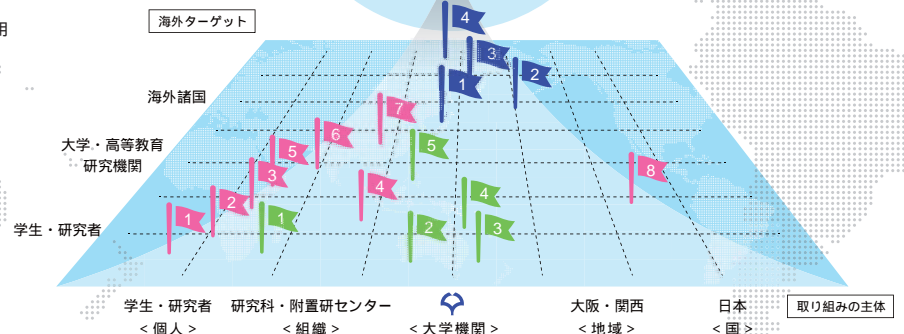 用
海外ターゲット
4
3
2
1
海外諸国
7
6
大学・高等教育
研究機関
5
5
3
8
4
4
2
1
1
学生・研究者
2
3
学生・研究者
研究科・附置研センター
大阪・関西
日本
取り組みの主体
<個人>
<組織>
<大学機関>
<地域>
<国>